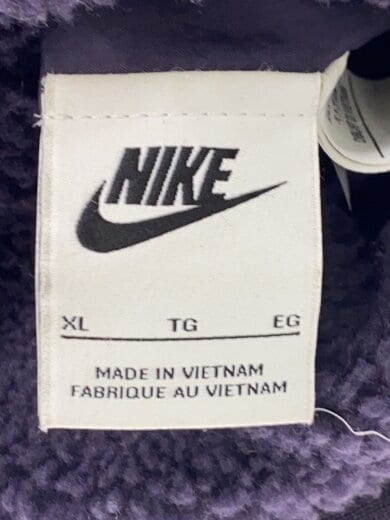 NIKE
XL TG EG
MADE IN VIETNAM
FABRIQUE AU VIETNAM